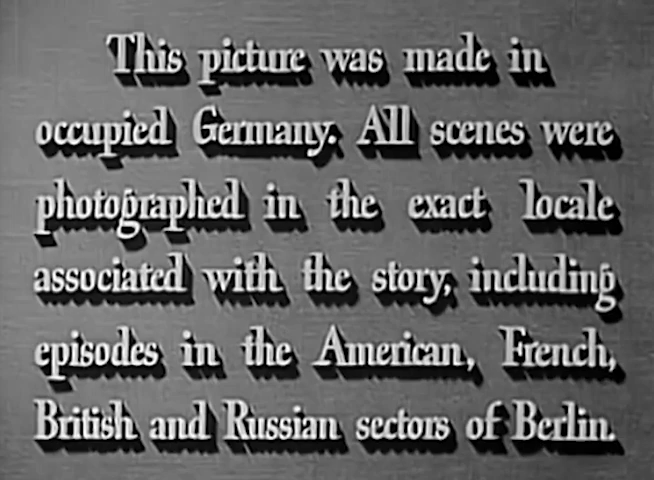 This picture was made in
occupied Germany. All scenes were
photographed in the exact locale
associated with the story, including
episodes in the American, French,
British and Russian sectors of Berlin.